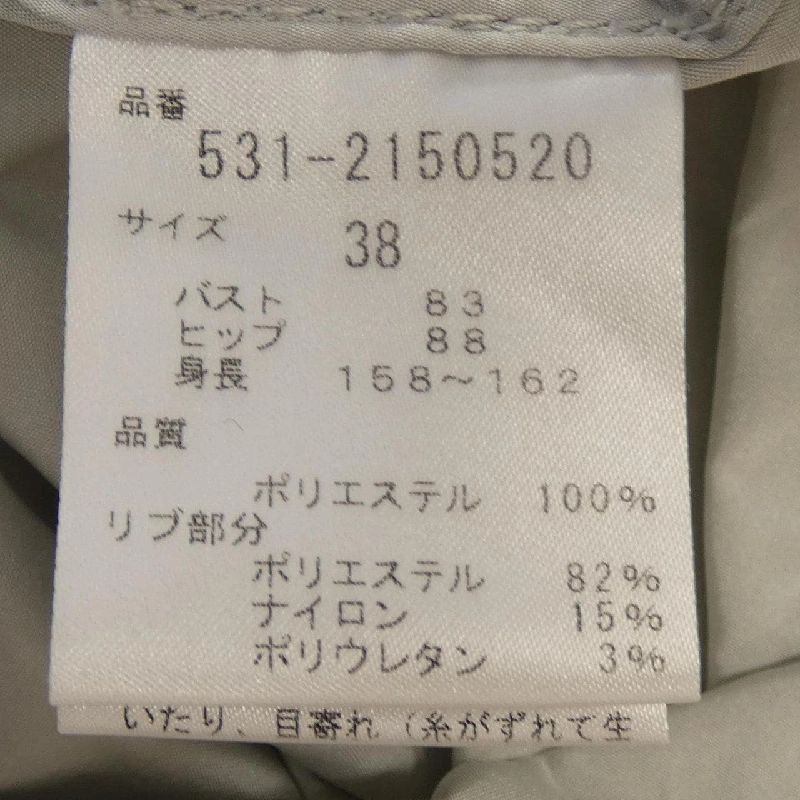 品番
531-2150520
サイズ 38
バスト 83
ヒップ 88
身長 158～162
品質
ポリエステル 100%
リブ部分
ポリエステル 82%
ナイロン 15%
ポリウレタン 3%
いたり、目寄れ（糸がずれて生